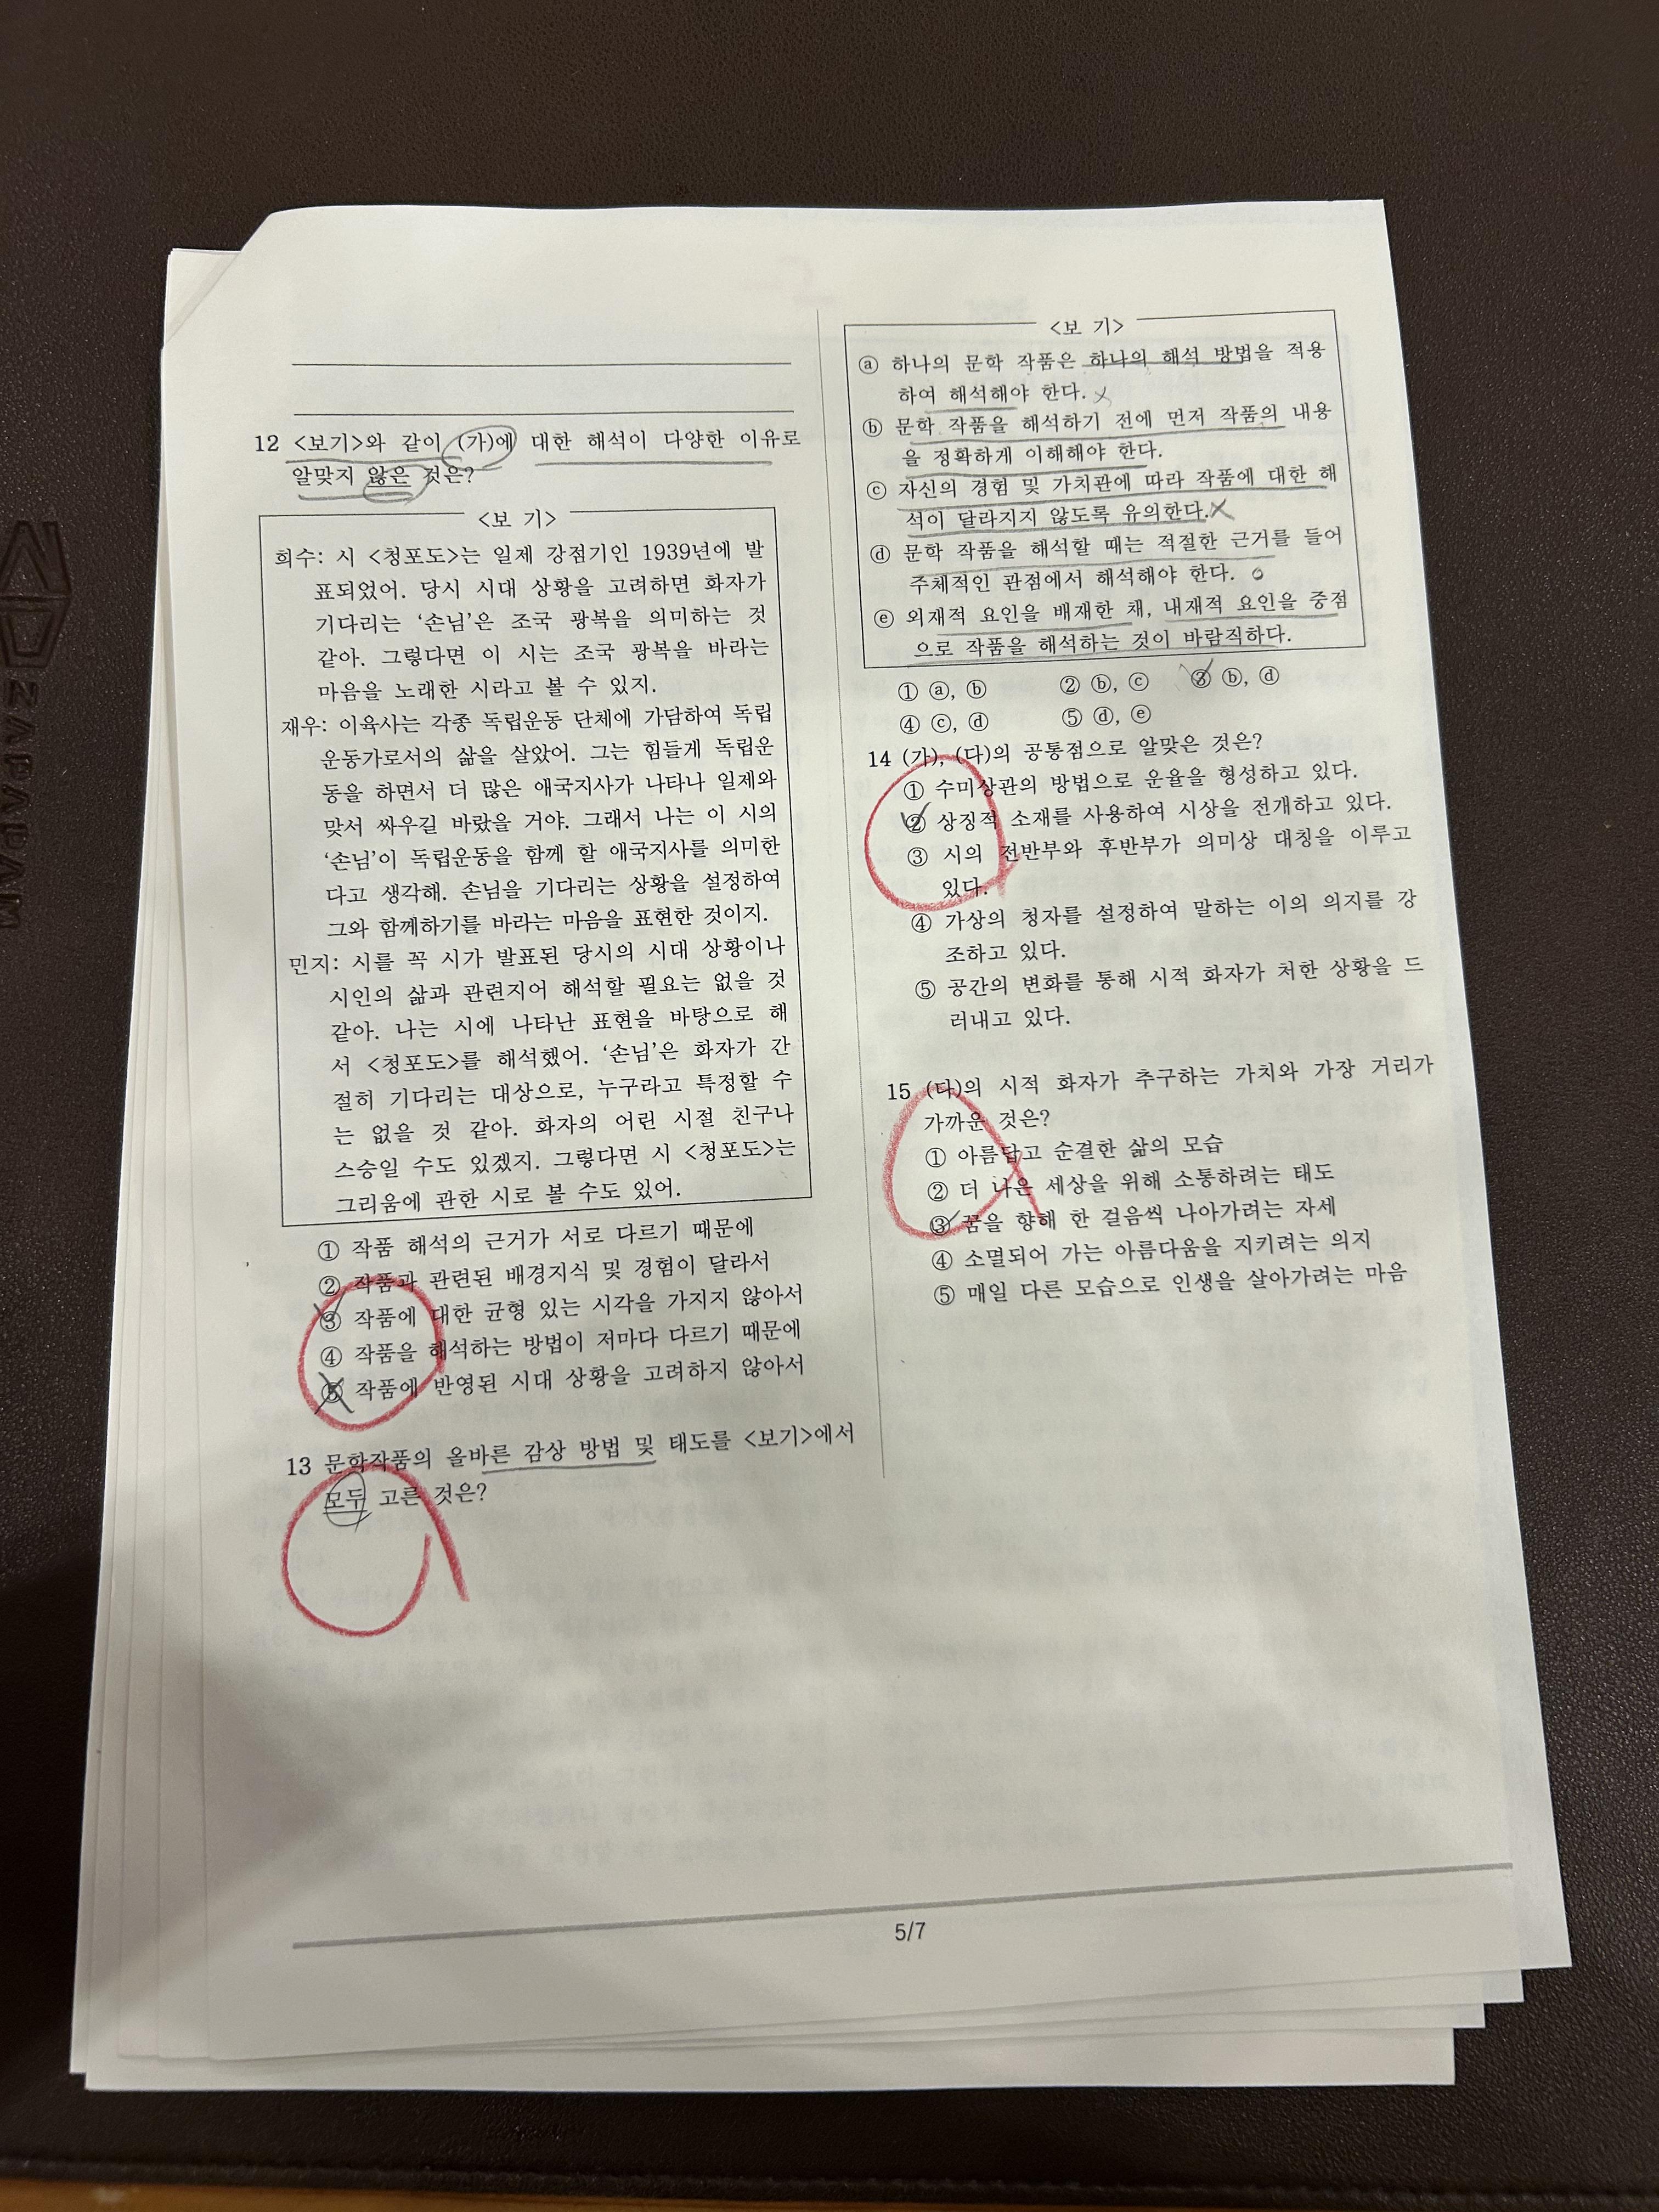 12 <보기>와 같이 (가)에 대한 해석이 다양한 이유로
알맞지 않은 것은?
<보 기>
희수: 시 <청포도>는 일제 강점기인 1939년에 발
표되었어. 당시 시대 상황을 고려하면 화자가
기다리는 ‘손님’은 조국 광복을 의미하는 것
같아. 그렇다면 이 시는 조국 광복을 바라는
마음을 노래한 시라고 볼 수 있지.
재우: 이육사는 각종 독립운동 단체에 가담하여 독립
운동가로서의 삶을 살았어. 그는 힘들게 독립운
동을 하면서 더 많은 애국지사가 나타나 일제와
맞서 싸우길 바랐을 거야. 그래서 나는 이 시의
‘손님’이 독립운동을 함께 할 애국지사를 의미한
다고 생각해. 손님을 기다리는 상황을 설정하여
그와 함께하기를 바라는 마음을 표현한 것이지.
민지: 시를 꼭 시가 발표된 당시의 시대 상황이나
시인의 삶과 관련지어 해석할 필요는 없을 것
같아. 나는 시에 나타난 표현을 바탕으로 해
서 <청포도>를 해석했어. ‘손님’은 화자가 간
절히 기다리는 대상으로, 누구라고 특정할 수
는 없을 것 같아. 화자의 어린 시절 친구나
스승일 수도 있겠지. 그렇다면 시 <청포도>는
그리움에 관한 시로 볼 수도 있어.
① 작품 해석의 근거가 서로 다르기 때문에
② 작품과 관련된 배경지식 및 경험이 달라서
③ 작품에 대한 균형 있는 시각을 가지지 않아서
④ 작품을 해석하는 방법이 저마다 다르기 때문에
⑤ 작품에 반영된 시대 상황을 고려하지 않아서
13 문학작품의 올바른 감상 방법 및 태도를 <보기>에서
모두 고른 것은?
<보 기>
ⓐ 하나의 문학 작품은 하나의 해석 방법을 적용
하여 해석해야 한다.
ⓑ 문학 작품을 해석하기 전에 먼저 작품의 내용
을 정확하게 이해해야 한다.
ⓒ 자신의 경험 및 가치관에 따라 작품에 대한 해
석이 달라지지 않도록 유의한다.
ⓓ 문학 작품을 해석할 때는 적절한 근거를 들어
주체적인 관점에서 해석해야 한다.
ⓔ 외재적 요인을 배재한 채, 내재적 요인을 중점
으로 작품을 해석하는 것이 바람직하다.
① ⓐ, ⓑ ② ⓑ, ⓒ ③ ⓑ, ⓓ
④ ⓒ, ⓓ ⑤ ⓓ, ⓔ
14 (가), (다)의 공통점으로 알맞은 것은?
① 수미상관의 방법으로 운율을 형성하고 있다.
② 상징적 소재를 사용하여 시상을 전개하고 있다.
③ 시의 전반부와 후반부가 의미상 대칭을 이루고
있다.
④ 가상의 청자를 설정하여 말하는 이의 의지를 강
조하고 있다.
⑤ 공간의 변화를 통해 시적 화자가 처한 상황을 드
러내고 있다.
15 (다)의 시적 화자가 추구하는 가치와 가장 거리가
가까운 것은?
① 아름답고 순결한 삶의 모습
② 더 나은 세상을 위해 소통하려는 태도
③ 꿈을 향해 한 걸음씩 나아가려는 자세
④ 소멸되어 가는 아름다움을 지키려는 의지
⑤ 매일 다른 모습으로 인생을 살아가려는 마음
5/7